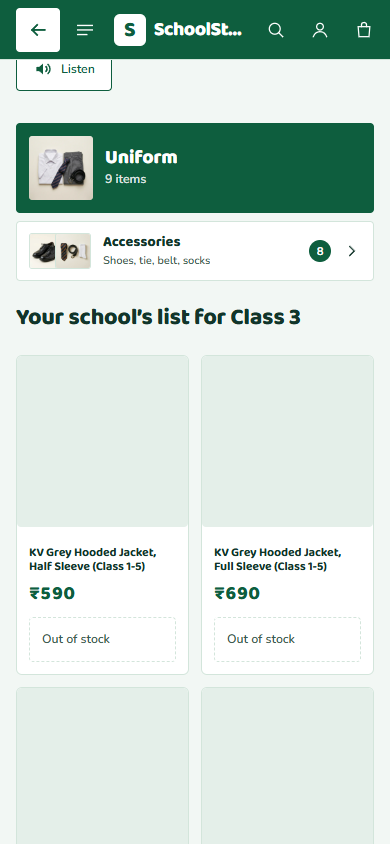 S SchoolSt...
Listen
Uniform
9 items
Accessories
Shoes, tie, belt, socks
8
Your school's list for Class 3
KV Grey Hooded Jacket,
Half Sleeve (Class 1-5)
₹590
Out of stock
KV Grey Hooded Jacket,
Full Sleeve (Class 1-5)
₹690
Out of stock